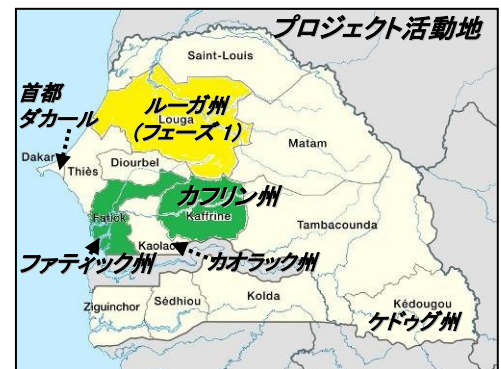 プロジェクト活動地
Saint-Louis
首都
ダカール
ルーガ州
Louga
(フェーズ1)
Matam
Dakar
Thiès
Diourbel
カフリン州
Kaffrine
Fatick
Tambacounda
Kaolac
ファティック州
カオラック州
Ziguinchor
Sédhiou
Kolda
Kédougou
ケドゥグ州